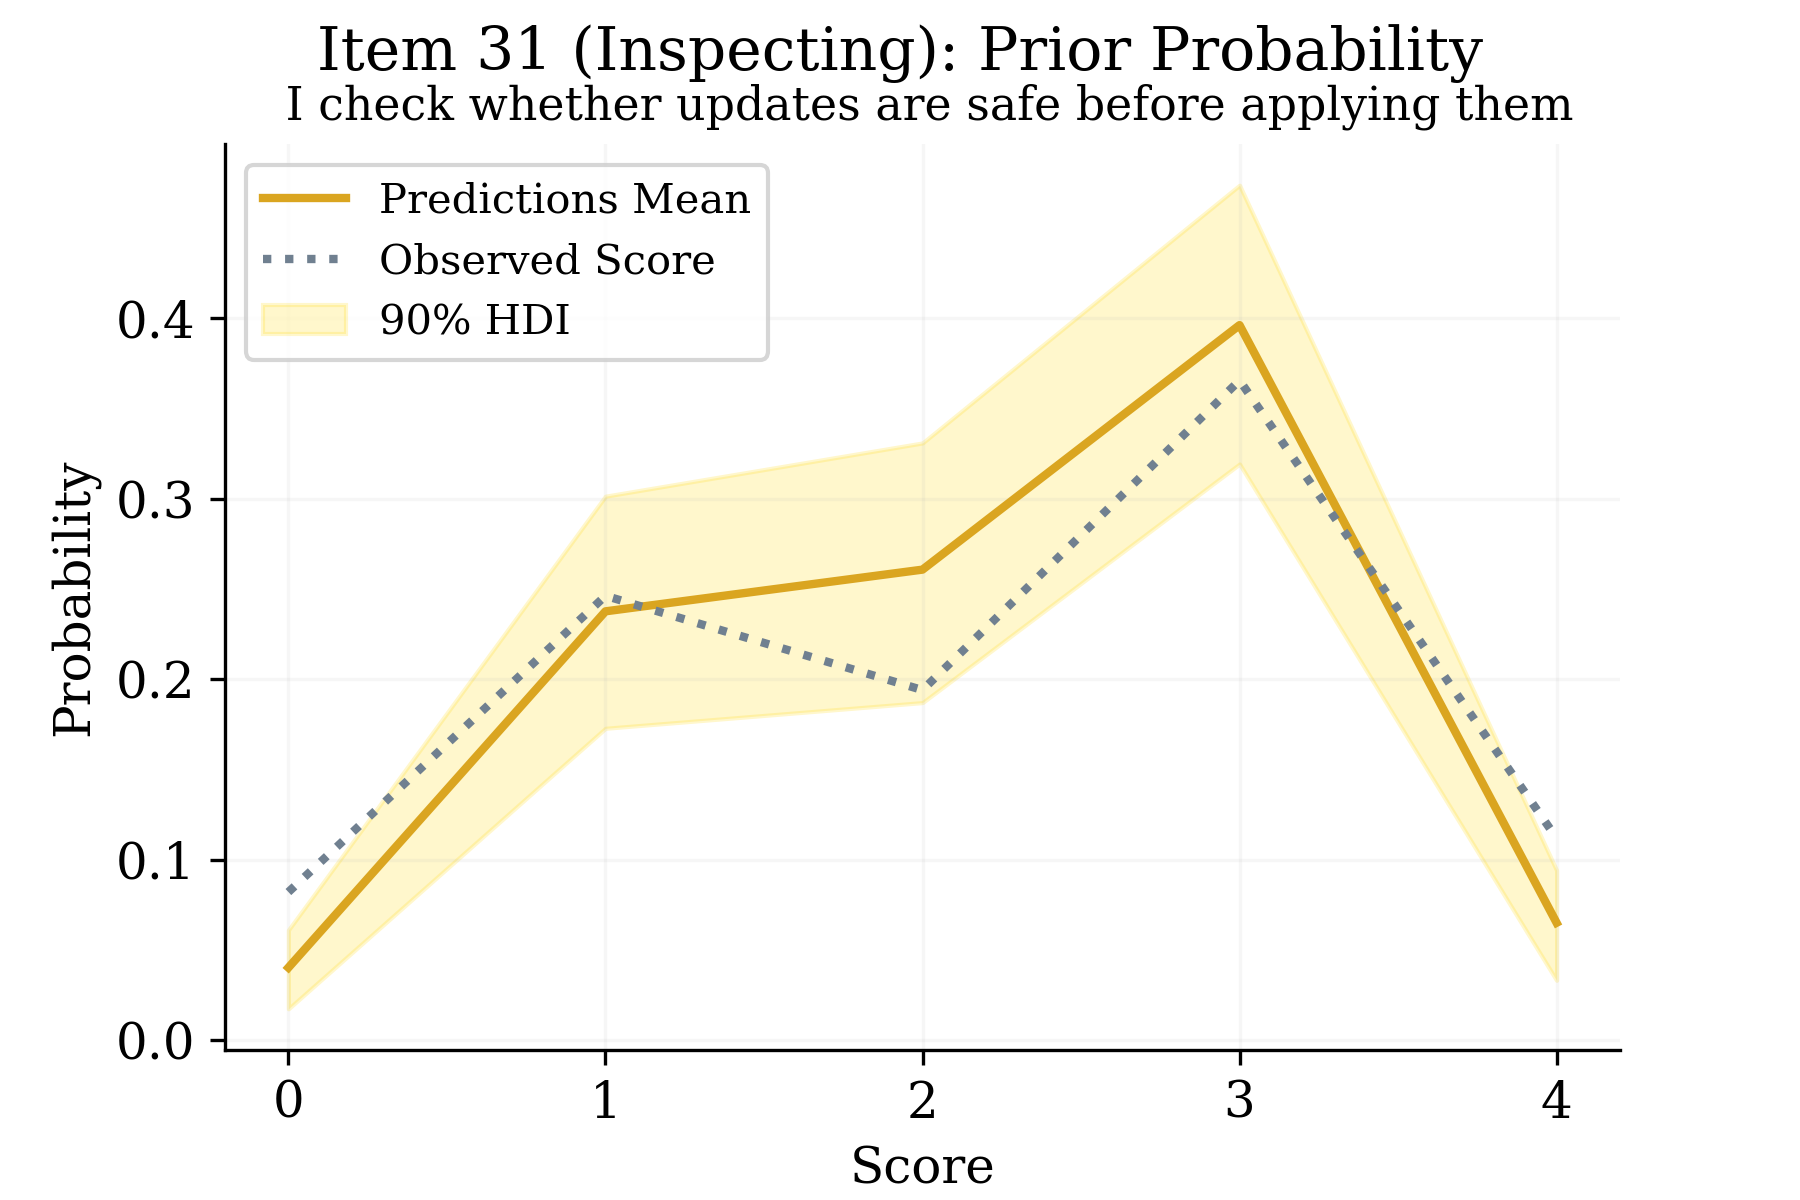 Item 31 (Inspecting): Prior Probability
I check whether updates are safe before applying them
Predictions Mean
Observed Score
90% HDI
Probability
0.4
0.3
0.2
0.1
0.0
0 1 2 3 4
Score